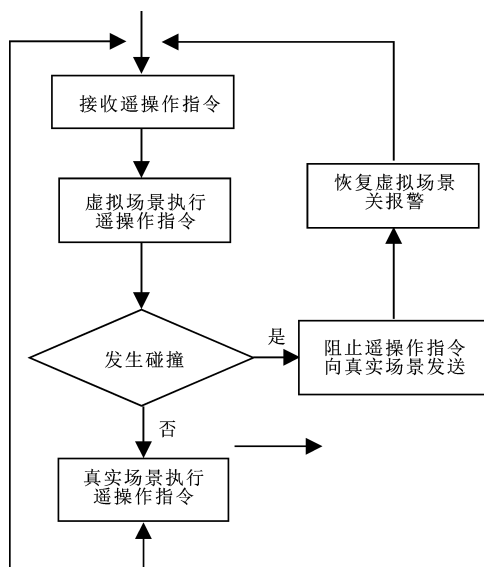 接收遥操作指令
虚拟场景执行
遥操作指令
发生碰撞
是
否
真实场景执行
遥操作指令
阻止遥操作指令
向真实场景发送
恢复虚拟场景
关报警